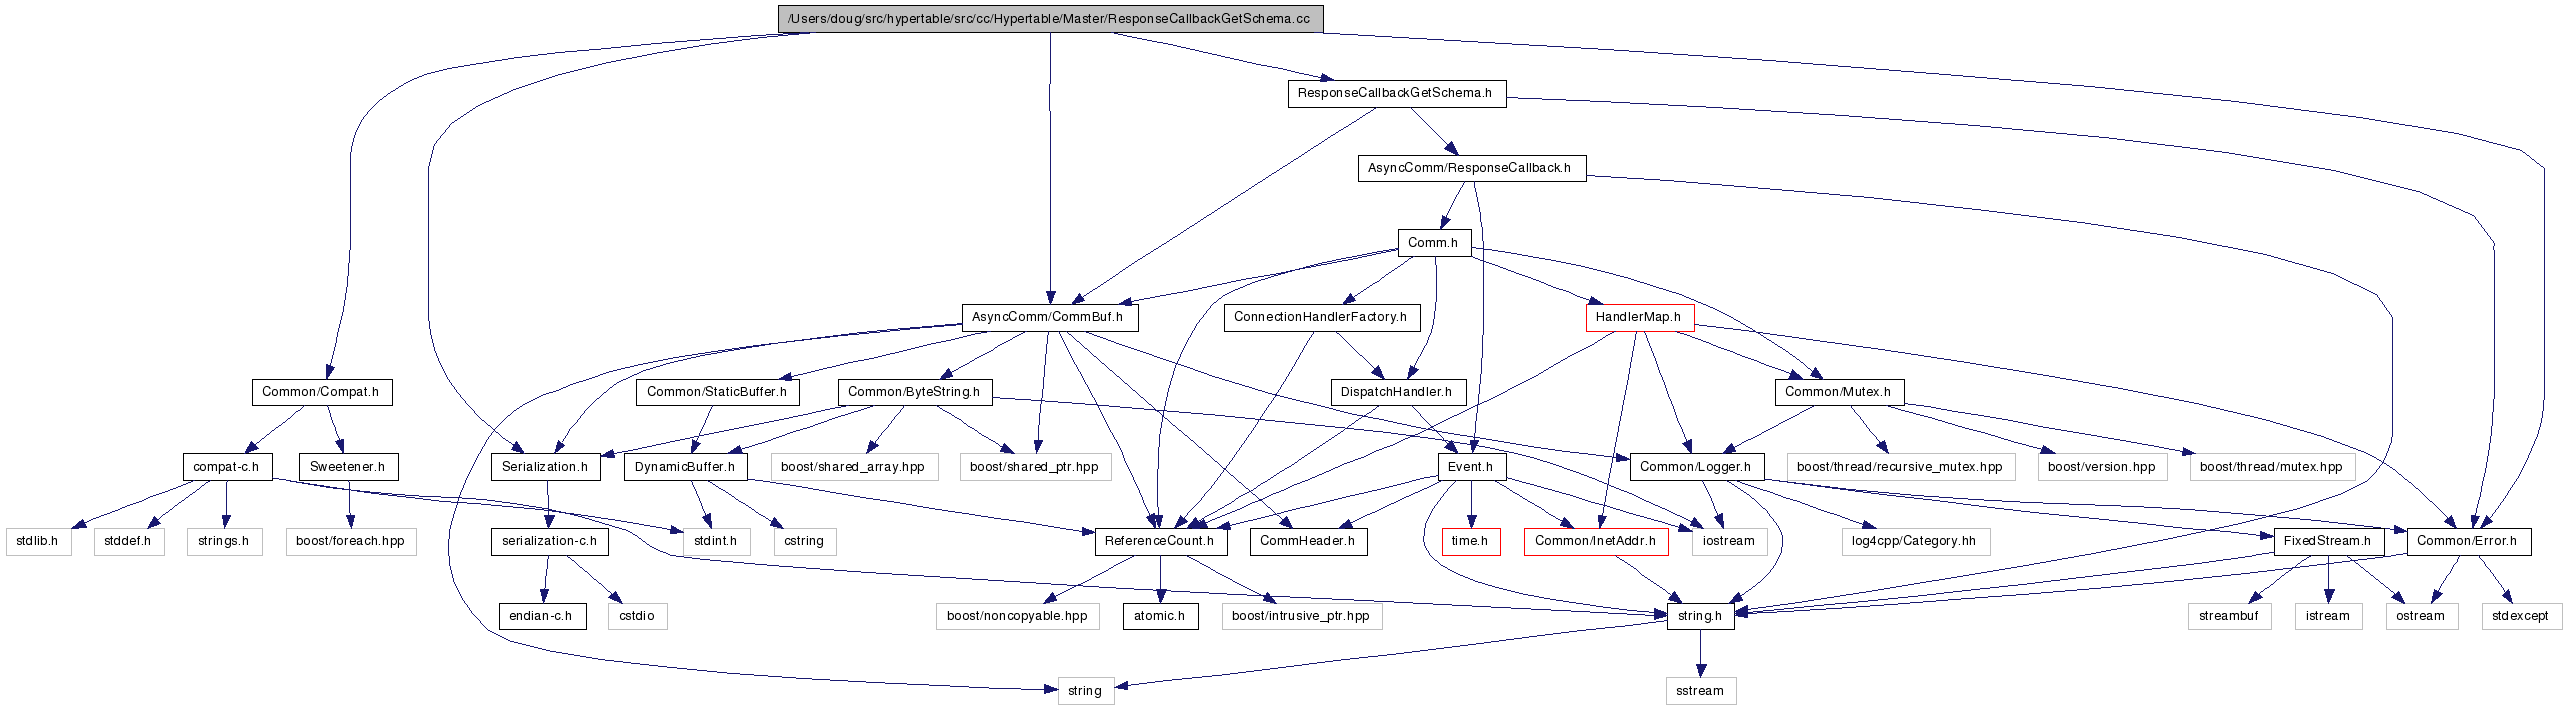 /Users/doug/src/hypertable/src/cc/Hypertable/Master/ResponseCallbackGetSchema.cc
ResponseCallbackGetSchema.h
AsyncComm/ResponseCallback.h
Comm.h
AsyncComm/CommBuf.h
ConnectionHandlerFactory.h
HandlerMap.h
Common/Compat.h
Common/StaticBuffer.h
Common/ByteString.h
DispatchHandler.h
Common/Mutex.h
compat-c.h
Sweetener.h
Serialization.h
DynamicBuffer.h
boost/shared_array.hpp
boost/shared_ptr.hpp
Event.h
Common/Logger.h
boost/thread/recursive_mutex.hpp
boost/version.hpp
boost/thread/mutex.hpp
stdlib.h
stddef.h
strings.h
boost/foreach.hpp
serialization-c.h
stdint.h
cstring
ReferenceCount.h
CommHeader.h
time.h
Common/InetAddr.h
iostream
log4cpp/Category.hh
FixedStream.h
Common/Error.h
endian-c.h
cstdio
boost/noncopyable.hpp
atomic.h
boost/intrusive_ptr.hpp
string.h
streambuf
istream
ostream
stdexcept
string
sstream